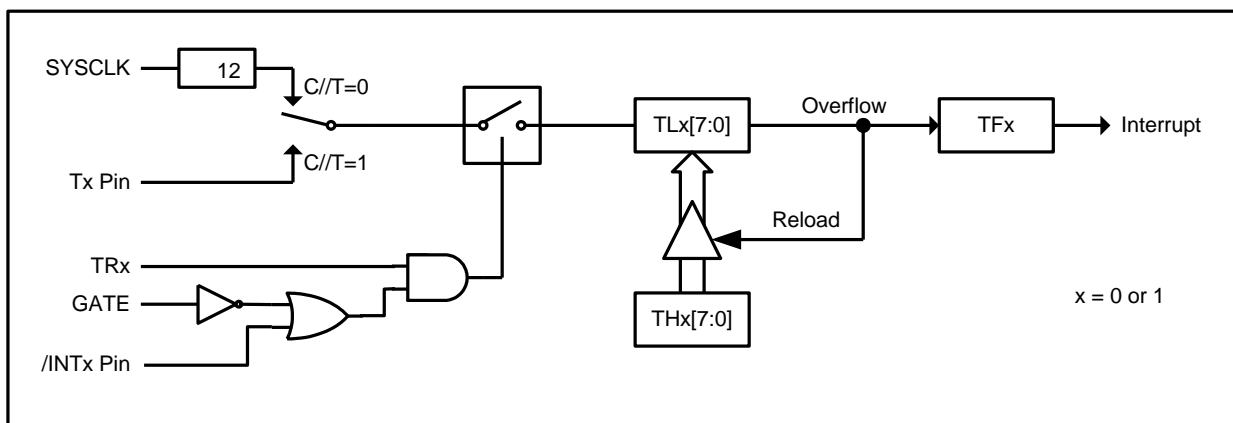 SYSCLK
12
C//T=0
C//T=1
Tx Pin
TLx[7:0]
Overflow
TFx
Interrupt
Reload
TRx
GATE
/INTx Pin
THx[7:0]
x = 0 or 1